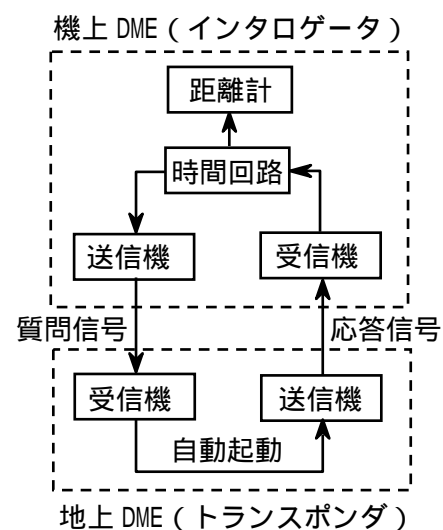 機上 DME（インタロゲータ）
距離計
時間回路
送信機
受信機
質問信号
応答信号
受信機
送信機
自動起動
地上 DME（トランスポンダ）